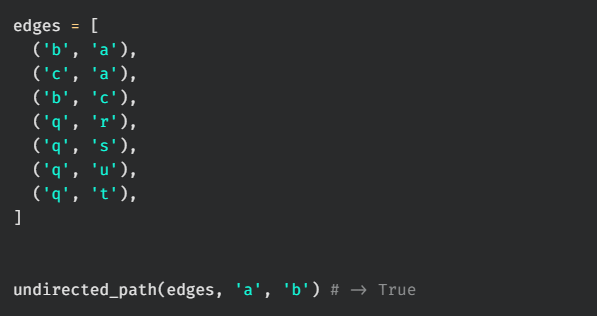 edges = [
  ('b', 'a'),
  ('c', 'a'),
  ('b', 'c'),
  ('q', 'r'),
  ('q', 's'),
  ('q', 'u'),
  ('q', 't'),
]
undirected_path(edges, 'a', 'b') # -> True